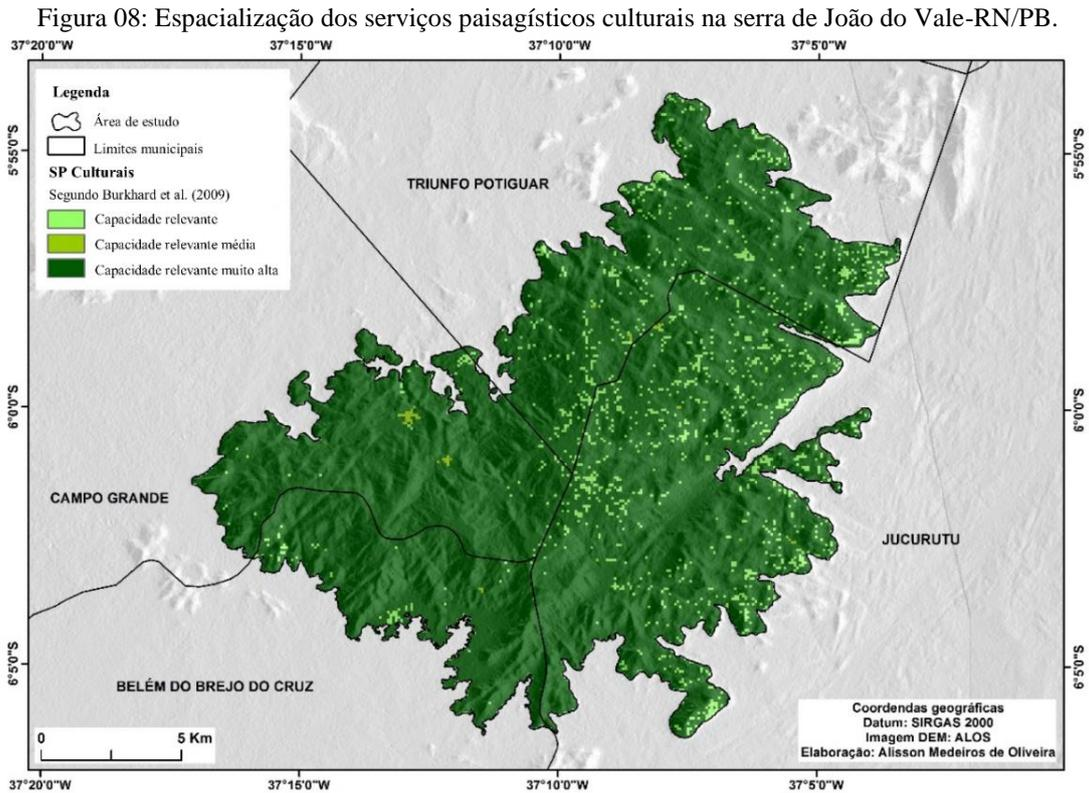 Figura 08: Espacialização dos serviços paisagísticos culturais na serra de João do Vale-RN/PB.
37°20'0"W
37°15'0"W
37°10'0"W
37°5'0"W
Legenda
Área de estudo
Limites municipais
SP Culturais
Segundo Burkhard et al. (2009)
Capacidade relevante
Capacidade relevante média
Capacidade relevante muito alta
5°55'0"S
5°55'0"S
TRIUNFO POTIGUAR
6°0'0"S
6°0'0"S
CAMPO GRANDE
JUCURUTU
6°5'0"S
6°5'0"S
BELÉM DO BREJO DO CRUZ
0
5 Km
Coordendas geográficas
Datum: SIRGAS 2000
Imagem DEM: ALOS
Elaboração: Alisson Medeiros de Oliveira
37°20'0"W
37°15'0"W
37°10'0"W
37°5'0"W